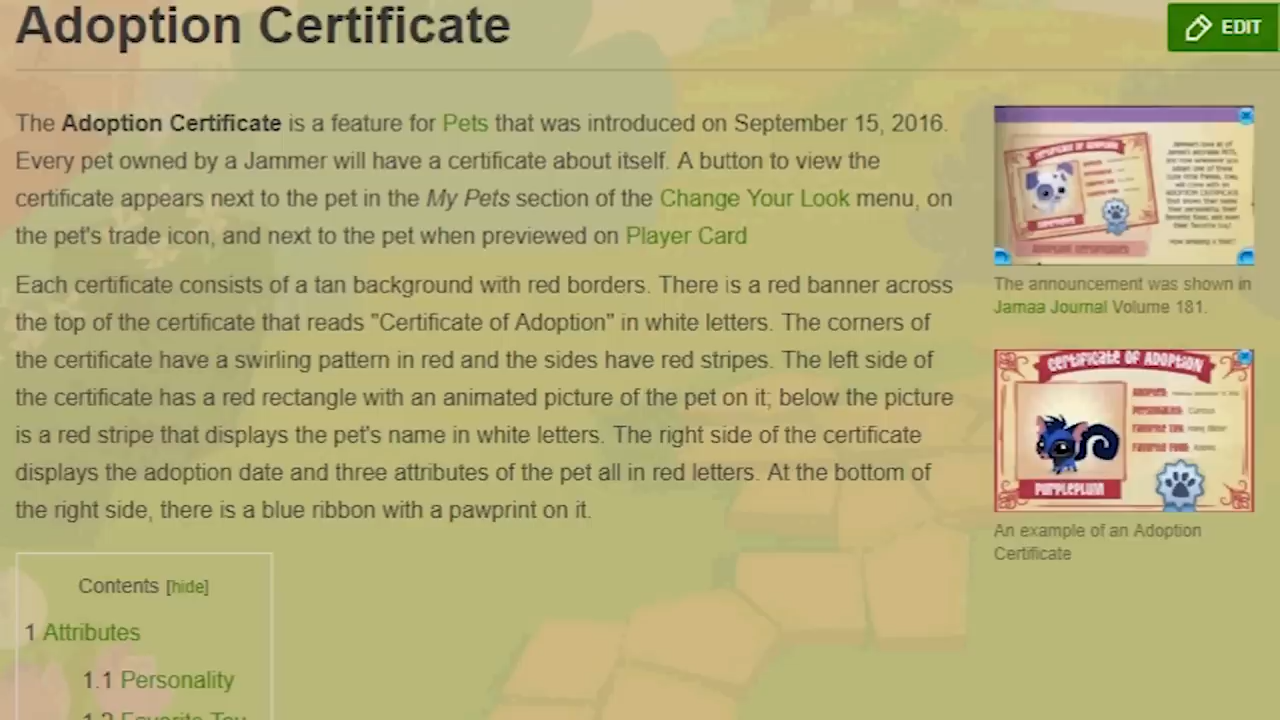 Adoption Certificate
EDIT
The Adoption Certificate is a feature for Pets that was introduced on September 15, 2016.
Every pet owned by a Jammer will have a certificate about itself. A button to view the
certificate appears next to the pet in the My Pets section of the Change Your Look menu, on
the pet's trade icon, and next to the pet when previewed on Player Card
Each certificate consists of a tan background with red borders. There is a red banner across
the top of the certificate that reads "Certificate of Adoption" in white letters. The corners of
the certificate have a swirling pattern in red and the sides have red stripes. The left side of
the certificate has a red rectangle with an animated picture of the pet on it; below the picture
is a red stripe that displays the pet's name in white letters. The right side of the certificate
displays the adoption date and three attributes of the pet all in red letters. At the bottom of
the right side, there is a blue ribbon with a pawprint on it.
Contents [hide]
1 Attributes
1.1 Personality
1.2 Favorite Toy
CERTIFICATE OF ADOPTION
The announcement was shown in
Jamaa Journal Volume 181.
CERTIFICATE OF ADOPTION
PURPLEPLUM
An example of an Adoption
Certificate